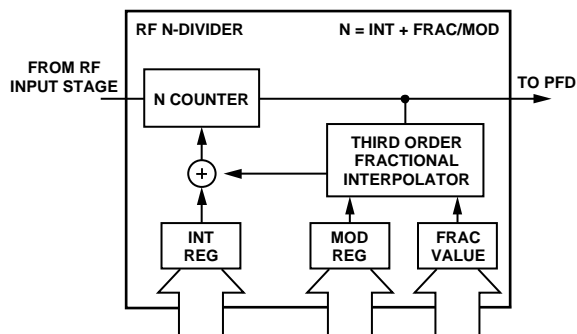 RF N-DIVIDER
N = INT + FRAC/MOD
FROM RF
INPUT STAGE
N COUNTER
TO PFD
THIRD ORDER
FRACTIONAL
INTERPOLATOR
+
INT
REG
MOD
REG
FRAC
VALUE